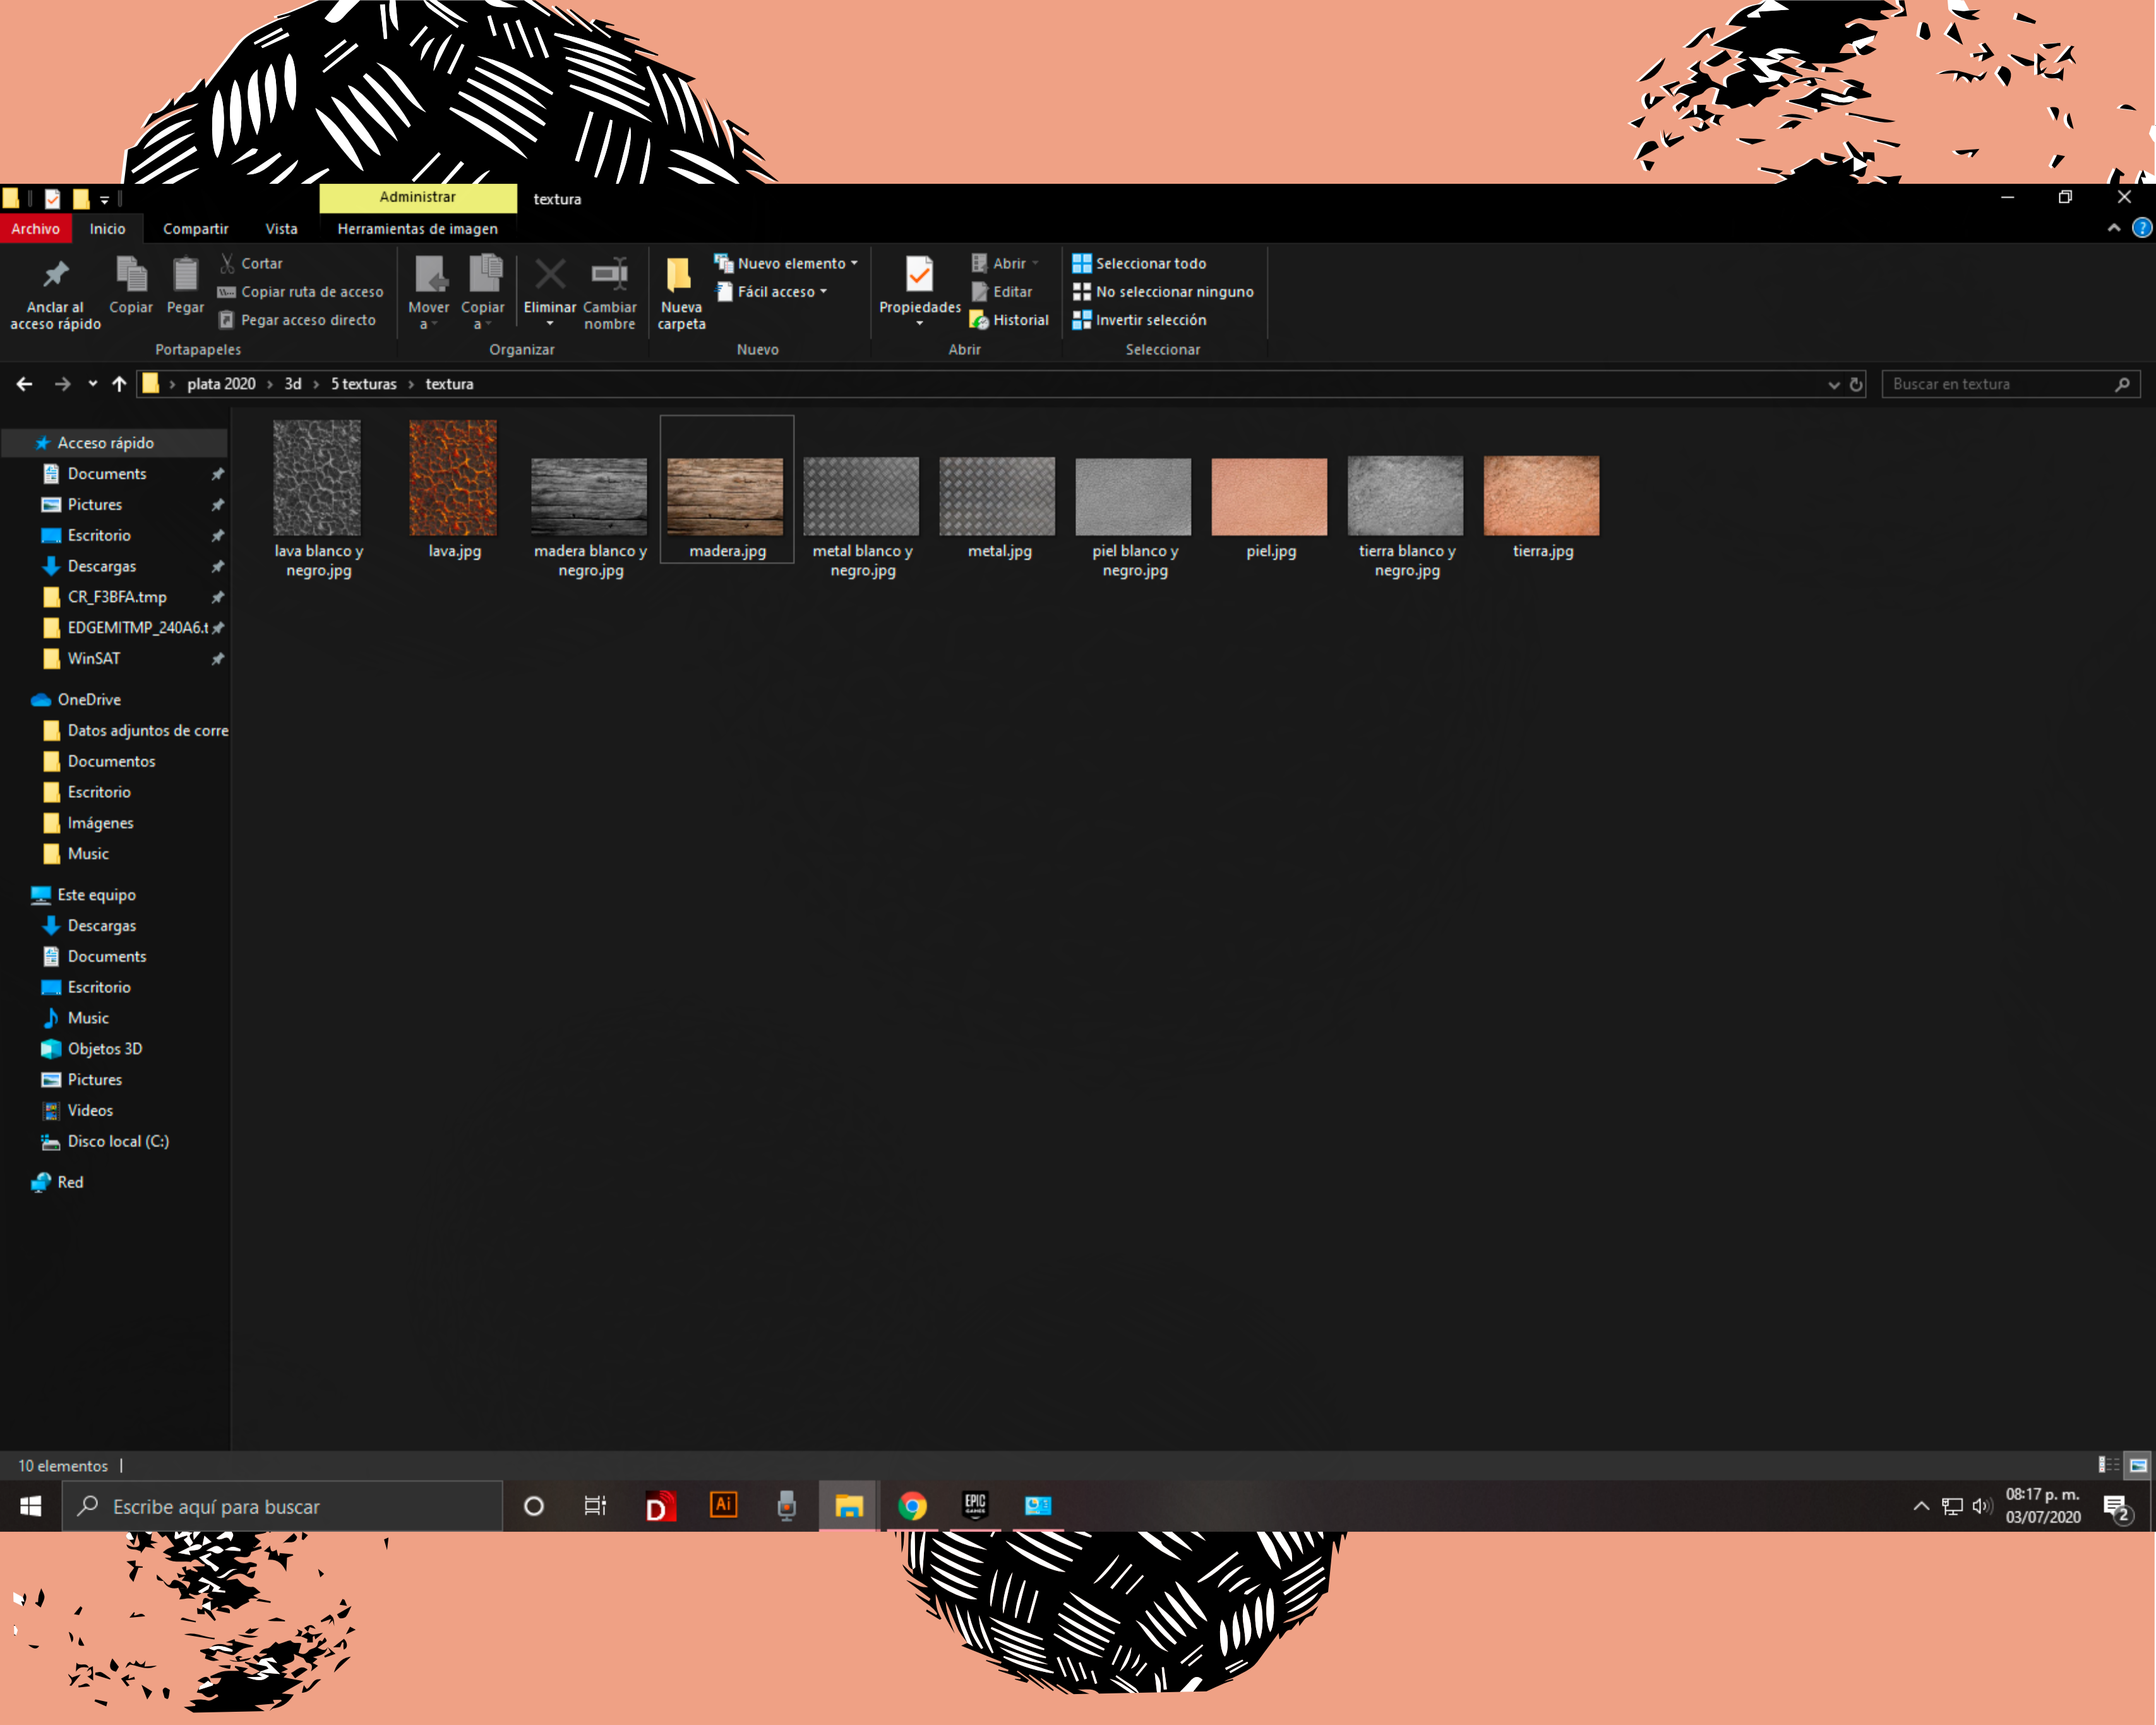 Administrar
textura
Archivo
Inicio
Compartir
Vista
Herramientas de imagen
?
Anclar al
acceso rápido
Copiar
Pegar
Cortar
Copiar ruta de acceso
Pegar acceso directo
Portapapeles
Mover
a
Copiar
a
Eliminar
Cambiar
nombre
Organizar
Nueva
carpeta
Nuevo elemento
Fácil acceso
Nuevo
Propiedades
Abrir
Editar
Historial
Abrir
Seleccionar todo
No seleccionar ninguno
Invertir selección
Seleccionar
plata 2020 > 3d > 5 texturas > textura
Buscar en textura
Acceso rápido
Documents
Pictures
Escritorio
Descargas
CR_F3BFA.tmp
EDGEMITMP_240A6.t
WinSAT
OneDrive
Datos adjuntos de corre
Documentos
Escritorio
Imágenes
Music
Este equipo
Descargas
Documents
Escritorio
Music
Objetos 3D
Pictures
Videos
Disco local (C:)
Red
lava blanco y
negro.jpg
lava.jpg
madera blanco y
negro.jpg
madera.jpg
metal blanco y
negro.jpg
metal.jpg
piel blanco y
negro.jpg
piel.jpg
tierra blanco y
negro.jpg
tierra.jpg
10 elementos
Escribe aquí para buscar
D
Ai
EPIC
GAMES
08:17 p. m.
03/07/2020
2